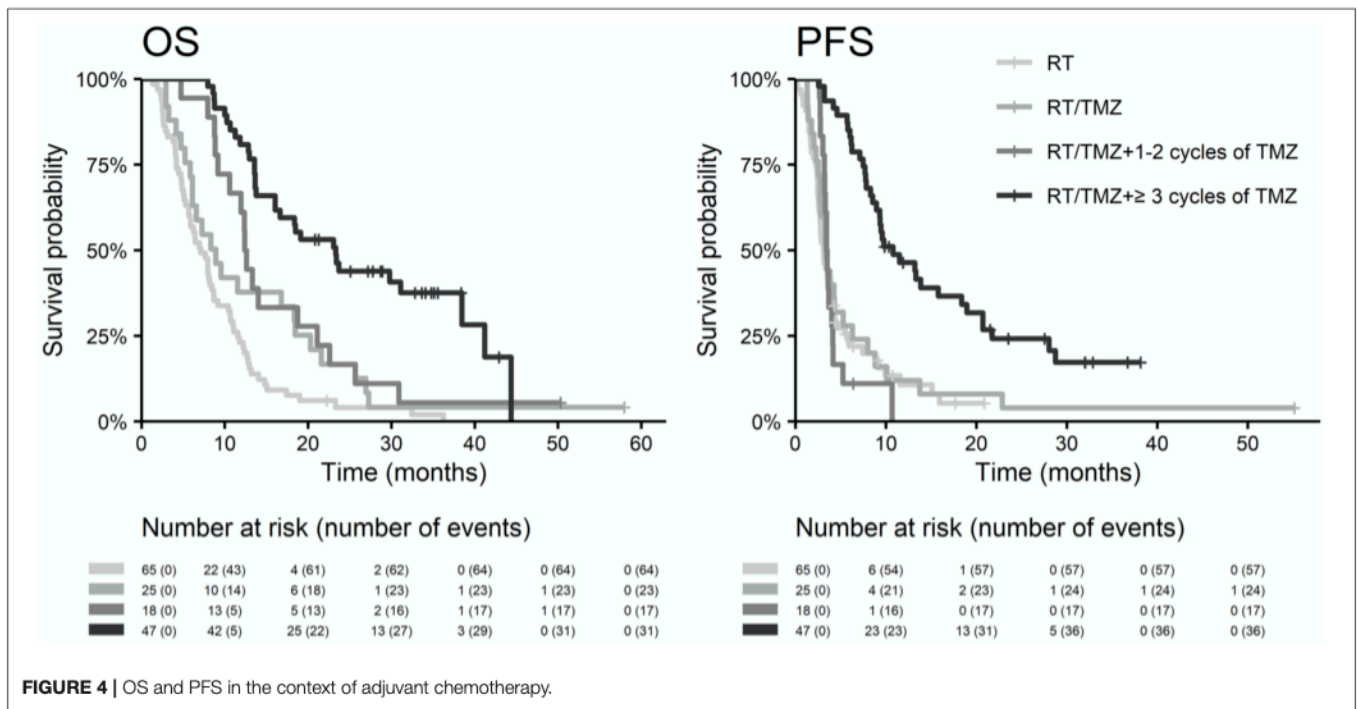 OS
100%
75%
50%
25%
0%
Survival probability
0 10 20 30 40 50 60
Time (months)
Number at risk (number of events)
65 (0) 22 (43) 4 (61) 2 (62) 0 (64) 0 (64) 0 (64)
25 (0) 10 (14) 6 (18) 1 (23) 1 (23) 1 (23) 0 (23)
18 (0) 13 (5) 5 (13) 2 (16) 1 (17) 1 (17) 0 (17)
47 (0) 42 (5) 25 (22) 13 (27) 3 (29) 0 (31) 0 (31)
PFS
RT
RT/TMZ
RT/TMZ+1-2 cycles of TMZ
RT/TMZ+≥ 3 cycles of TMZ
100%
75%
50%
25%
0%
Survival probability
0 10 20 30 40 50
Time (months)
Number at risk (number of events)
65 (0) 6 (54) 1 (57) 0 (57) 0 (57) 0 (57)
25 (0) 4 (21) 2 (23) 1 (24) 1 (24) 1 (24)
18 (0) 1 (16) 0 (17) 0 (17) 0 (17) 0 (17)
47 (0) 23 (23) 13 (31) 5 (36) 0 (36) 0 (36)
FIGURE 4 | OS and PFS in the context of adjuvant chemotherapy.